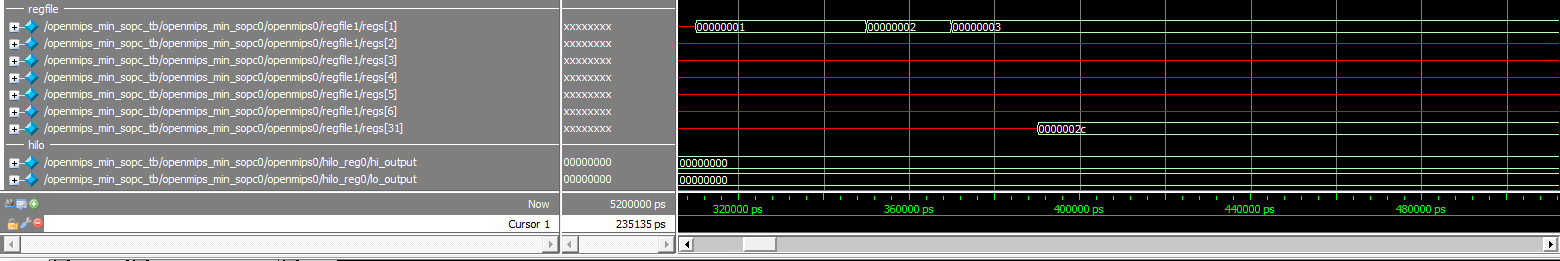 regfile
/openmips_min_sopc_tb/openmips_min_sopc0/openmips0/regfile1/regs[1] xxxxxxxx 00000001 00000002 00000003
/openmips_min_sopc_tb/openmips_min_sopc0/openmips0/regfile1/regs[2] xxxxxxxx
/openmips_min_sopc_tb/openmips_min_sopc0/openmips0/regfile1/regs[3] xxxxxxxx
/openmips_min_sopc_tb/openmips_min_sopc0/openmips0/regfile1/regs[4] xxxxxxxx
/openmips_min_sopc_tb/openmips_min_sopc0/openmips0/regfile1/regs[5] xxxxxxxx
/openmips_min_sopc_tb/openmips_min_sopc0/openmips0/regfile1/regs[6] xxxxxxxx
/openmips_min_sopc_tb/openmips_min_sopc0/openmips0/regfile1/regs[31] xxxxxxxx 0000002c
hilo
/openmips_min_sopc_tb/openmips_min_sopc0/openmips0/hilo_reg0/hi_output 00000000 00000000
/openmips_min_sopc_tb/openmips_min_sopc0/openmips0/hilo_reg0/lo_output 00000000 00000000
Now 5200000 ps 320000 ps 360000 ps 400000 ps 440000 ps 480000 ps
Cursor 1 235135 ps